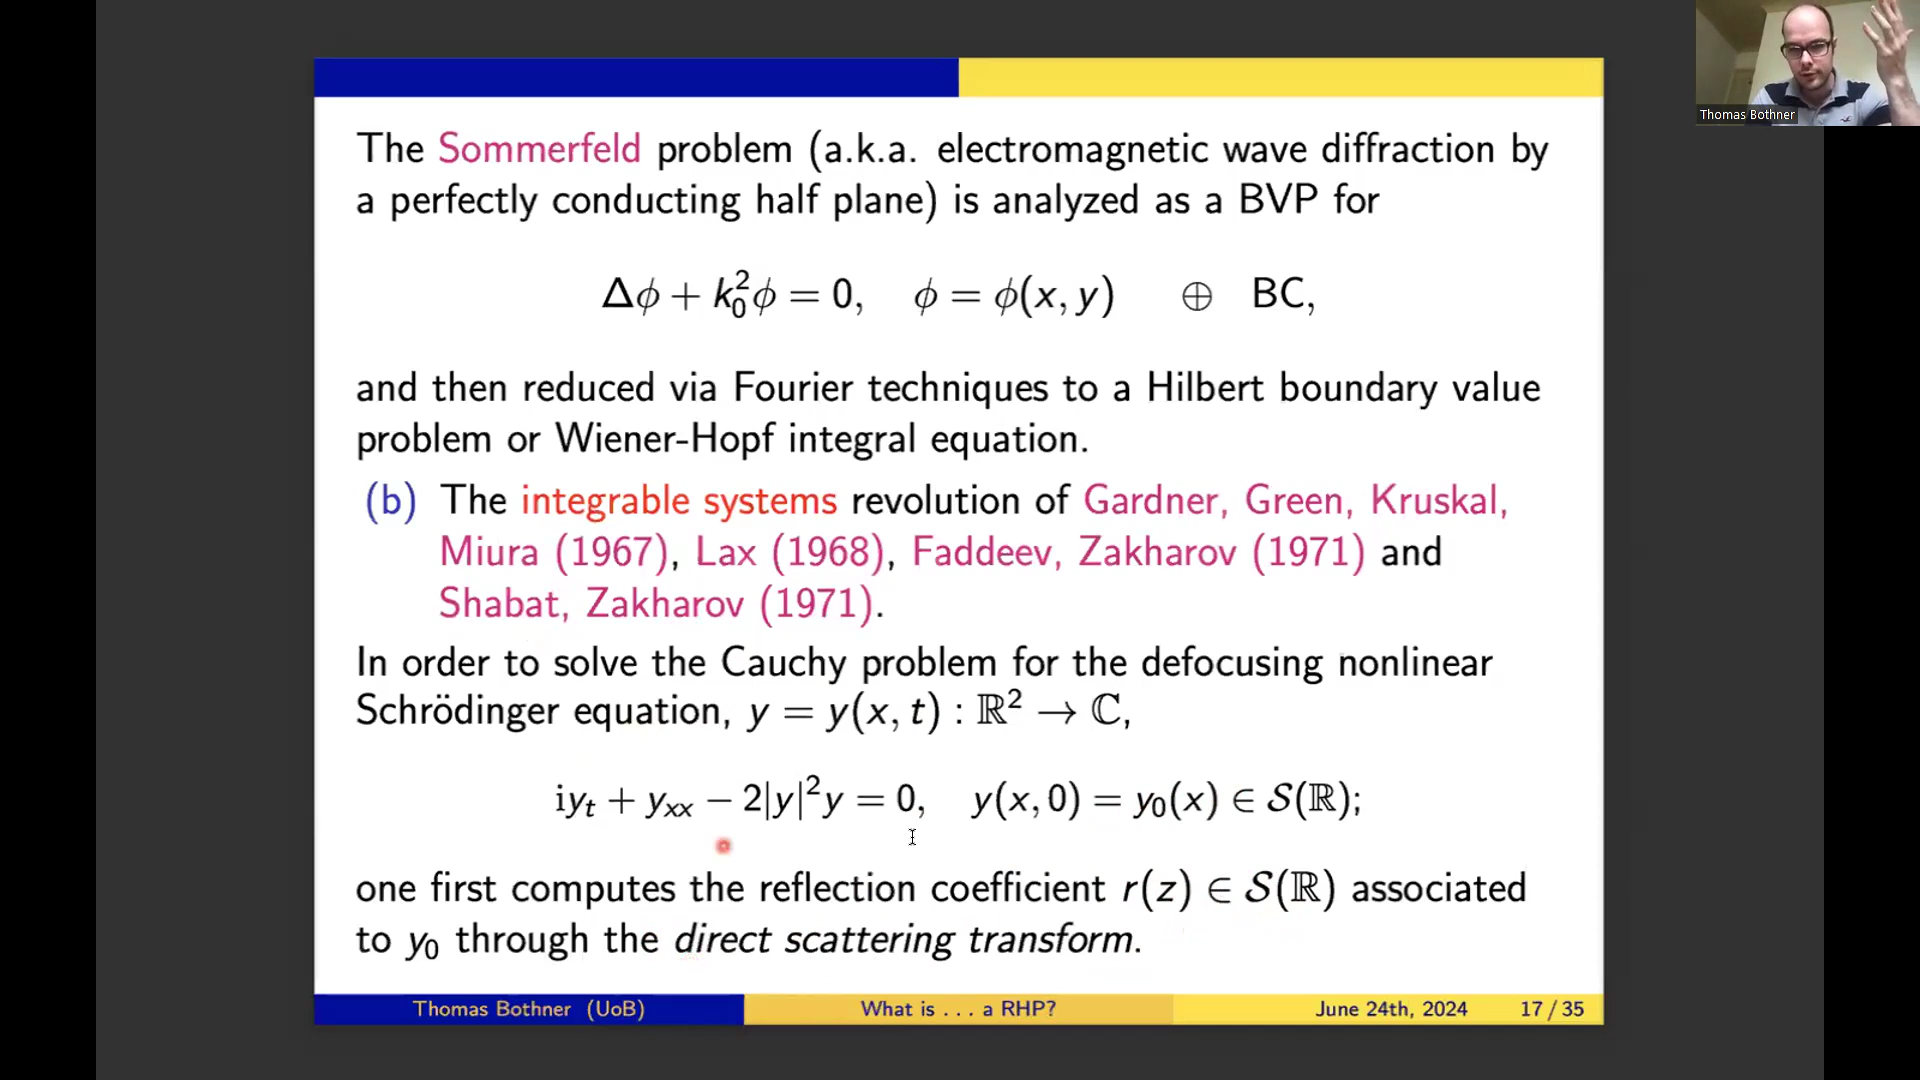 Thomas Bothner
The Sommerfeld problem (a.k.a. electromagnetic wave diffraction by
a perfectly conducting half plane) is analyzed as a BVP for
Δϕ + k₀²ϕ = 0, ϕ = ϕ(x, y) ⊕ BC,
and then reduced via Fourier techniques to a Hilbert boundary value
problem or Wiener-Hopf integral equation.
(b) The integrable systems revolution of Gardner, Green, Kruskal,
Miura (1967), Lax (1968), Faddeev, Zakharov (1971) and
Shabat, Zakharov (1971).
In order to solve the Cauchy problem for the defocusing nonlinear
Schrödinger equation, y = y(x, t) : ℝ² → ℂ,
iyₜ + yₓₓ − 2|y|²y = 0, y(x, 0) = y₀(x) ∈ 𝒮(ℝ);
one first computes the reflection coefficient r(z) ∈ 𝒮(ℝ) associated
to y₀ through the direct scattering transform.
Thomas Bothner (UoB) What is . . . a RHP? June 24th, 2024 17 / 35